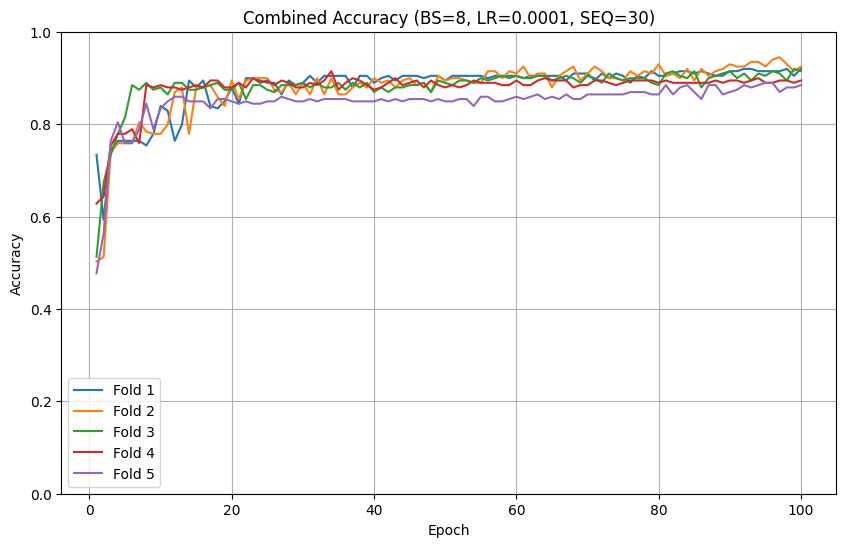 Combined Accuracy (BS=8, LR=0.0001, SEQ=30)
1.0
0.8
0.6
0.4
0.2
0.0
Accuracy
Fold 1
Fold 2
Fold 3
Fold 4
Fold 5
0 20 40 60 80 100
Epoch